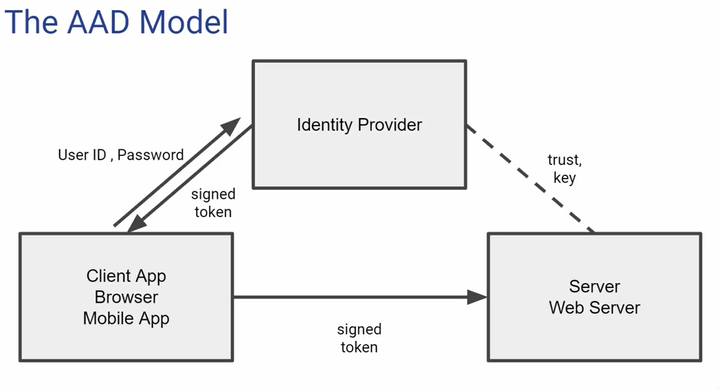 The AAD Model
Identity Provider
User ID , Password
signed
token
trust,
key
Client App
Browser
Mobile App
Server
Web Server
signed
token